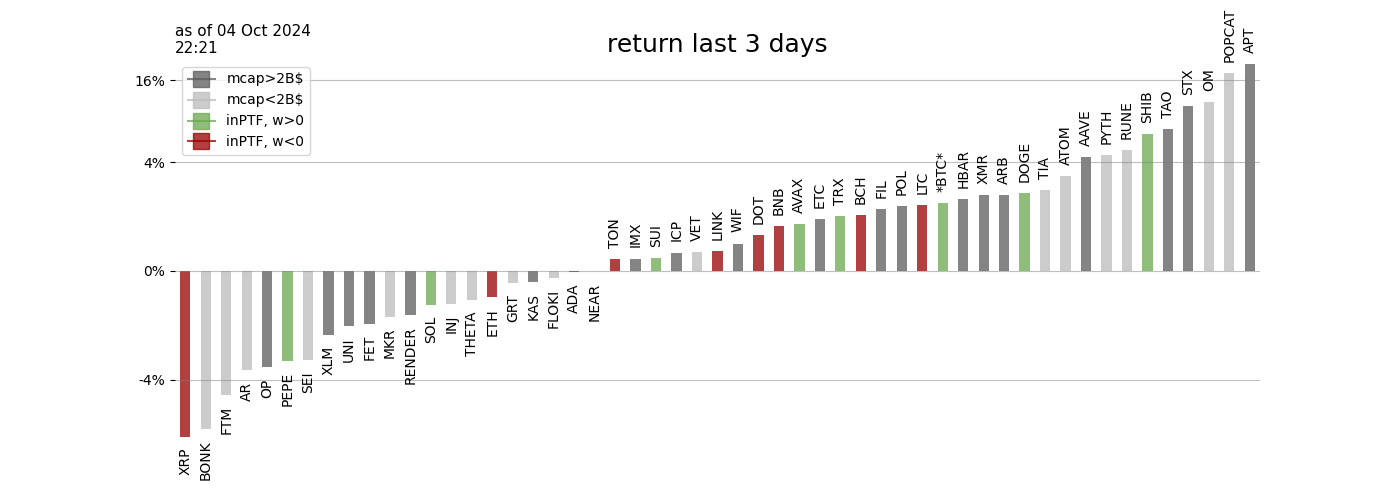 as of 04 Oct 2024
22:21
return last 3 days
mcap>2B$
mcap<2B$
inPTF, w>0
inPTF, w<0
16%
4%
0%
-4%
XRP
BONK
FTM
AR
OP
PEPE
SEI
XLM
UNI
FET
MKR
RENDER
SOL
INJ
THETA
ETH
GRT
KAS
FLOKI
ADA
NEAR
TON
IMX
SUI
ICP
VET
LINK
WIF
DOT
BNB
AVAX
ETC
TRX
BCH
FIL
POL
LTC
*BTC*
HBAR
XMR
ARB
DOGE
TIA
ATOM
AAVE
PYTH
RUNE
SHIB
TAO
STX
OM
POPCAT
APT